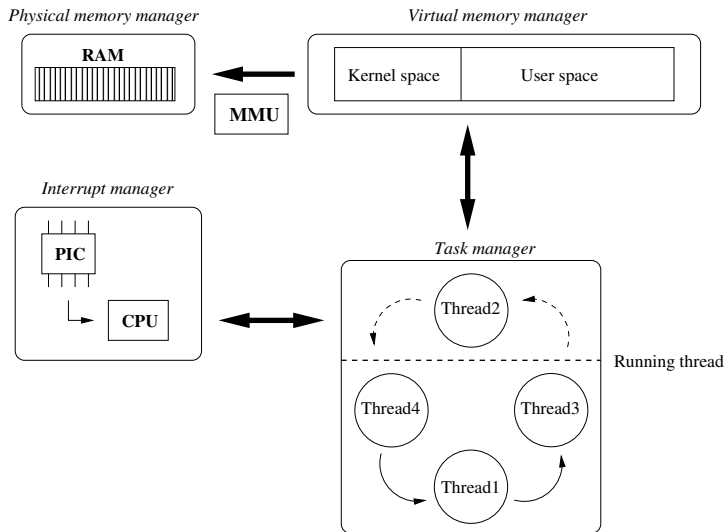 Physical memory manager
Virtual memory manager
RAM
Kernel space
User space
MMU
Interrupt manager
Task manager
PIC
CPU
Thread2
Running thread
Thread4
Thread3
Thread1